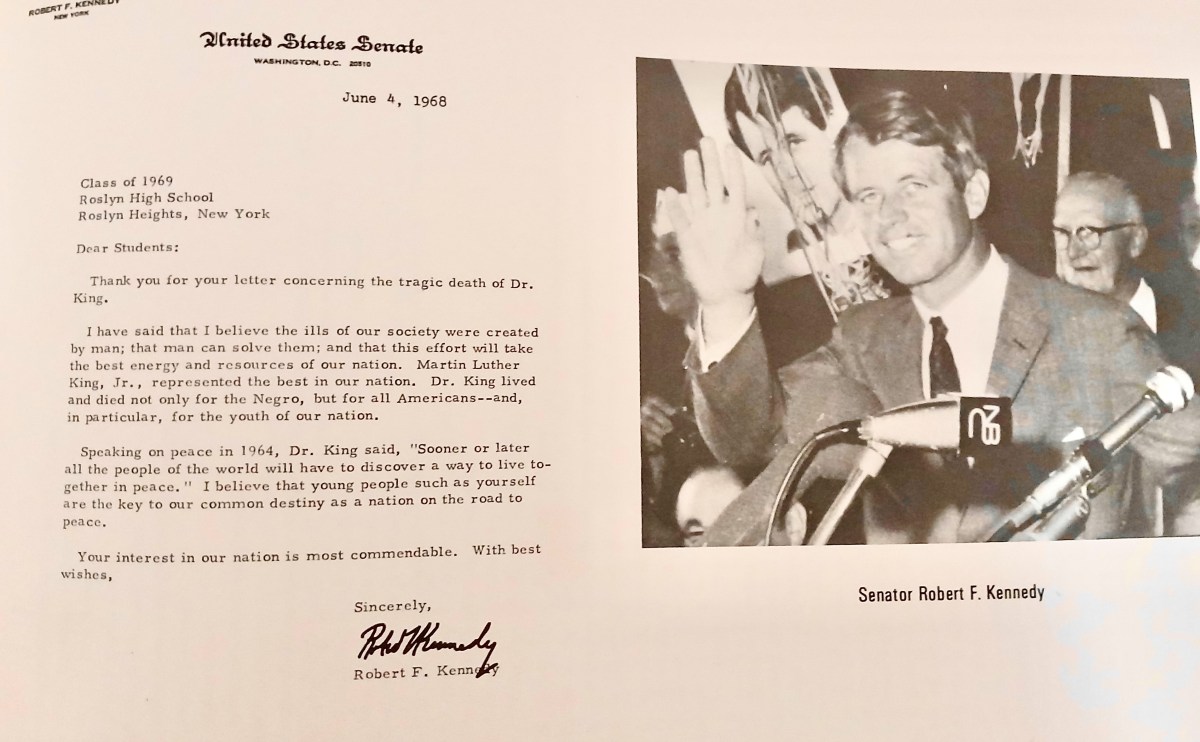 ROBERT F. KENNEDY
NEW YORK
United States Senate
WASHINGTON, D.C. 20510
June 4, 1968
Class of 1969
Roslyn High School
Roslyn Heights, New York
Dear Students:
Thank you for your letter concerning the tragic death of Dr.
King.
I have said that I believe the ills of our society were created
by man; that man can solve them; and that this effort will take
the best energy and resources of our nation. Martin Luther
King, Jr., represented the best in our nation. Dr. King lived
and died not only for the Negro, but for all Americans--and,
in particular, for the youth of our nation.
Speaking on peace in 1964, Dr. King said, "Sooner or later
all the people of the world will have to discover a way to live to-
gether in peace." I believe that young people such as yourself
are the key to our common destiny as a nation on the road to
peace.
Your interest in our nation is most commendable. With best
wishes,
Sincerely,
Robert F Kennedy
Robert F. Kennedy
Senator Robert F. Kennedy